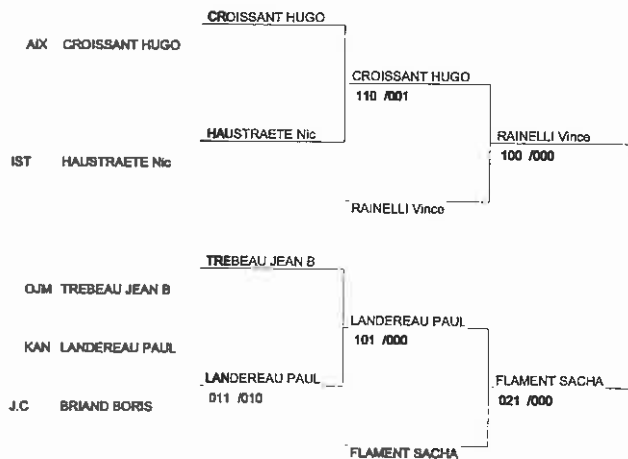 CROISSANT HUGO
AIX CROISSANT HUGO
CROISSANT HUGO
110 /001
HAUSTRAETE Nic
RAINELLI Vince
100 /000
IST HAUSTRAETE Nic
RAINELLI Vince
TREBEAU JEAN B
OJM TREBEAU JEAN B
LANDEREAU PAUL
101 /000
KAN LANDEREAU PAUL
LANDEREAU PAUL
011 /010
FLAMENT SACHA
021 /000
J.C BRIAND BORIS
FLAMENT SACHA